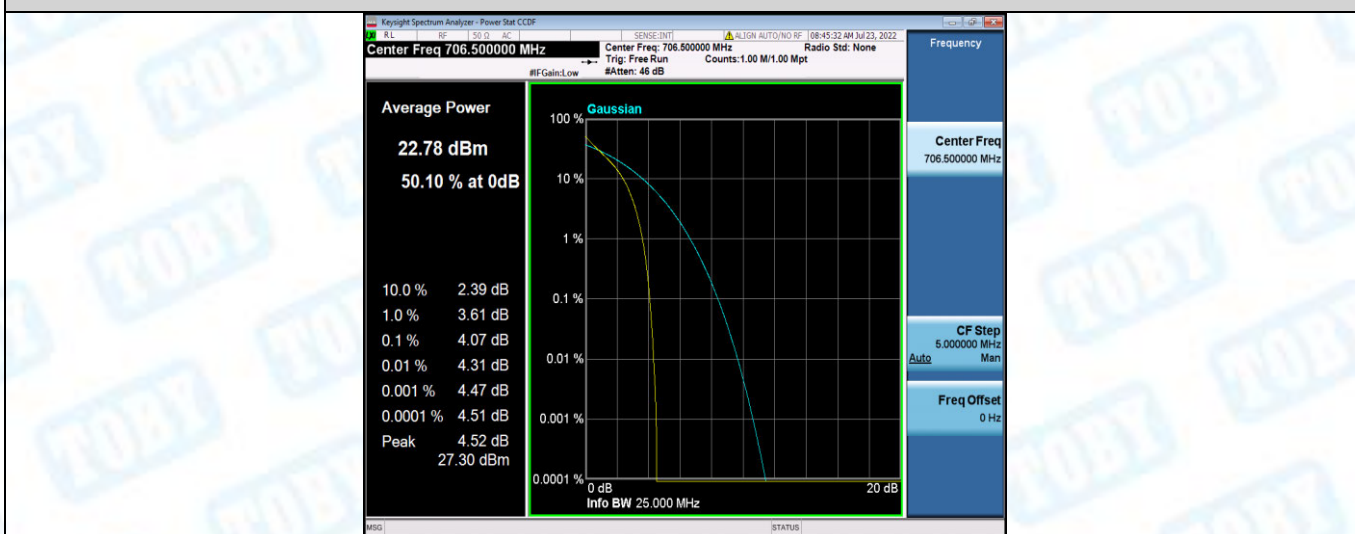 Keysight Spectrum Analyzer - Power Stat CCDF
RL RF 50 Ω AC SENSE:INT ALIGN AUTO/NO RF 08:45:32 AM Jul 23, 2022
Center Freq 706.500000 MHz
Center Freq: 706.500000 MHz Radio Std: None
Trig: Free Run Counts:1.00 M/1.00 Mpt
#IFGain:Low #Atten: 46 dB
Frequency
Average Power
22.78 dBm
50.10 % at 0dB
10.0 % 2.39 dB
1.0 % 3.61 dB
0.1 % 4.07 dB
0.01 % 4.31 dB
0.001 % 4.47 dB
0.0001 % 4.51 dB
Peak 4.52 dB
27.30 dBm
Gaussian
100 %
10 %
1 %
0.1 %
0.01 %
0.001 %
0.0001 %
0 dB 20 dB
Info BW 25.000 MHz
Center Freq
706.500000 MHz
CF Step
5.000000 MHz
Auto Man
Freq Offset
0 Hz
MSG STATUS
TOBY
TOBY
TOBY
TOBY
TOBY
TOBY